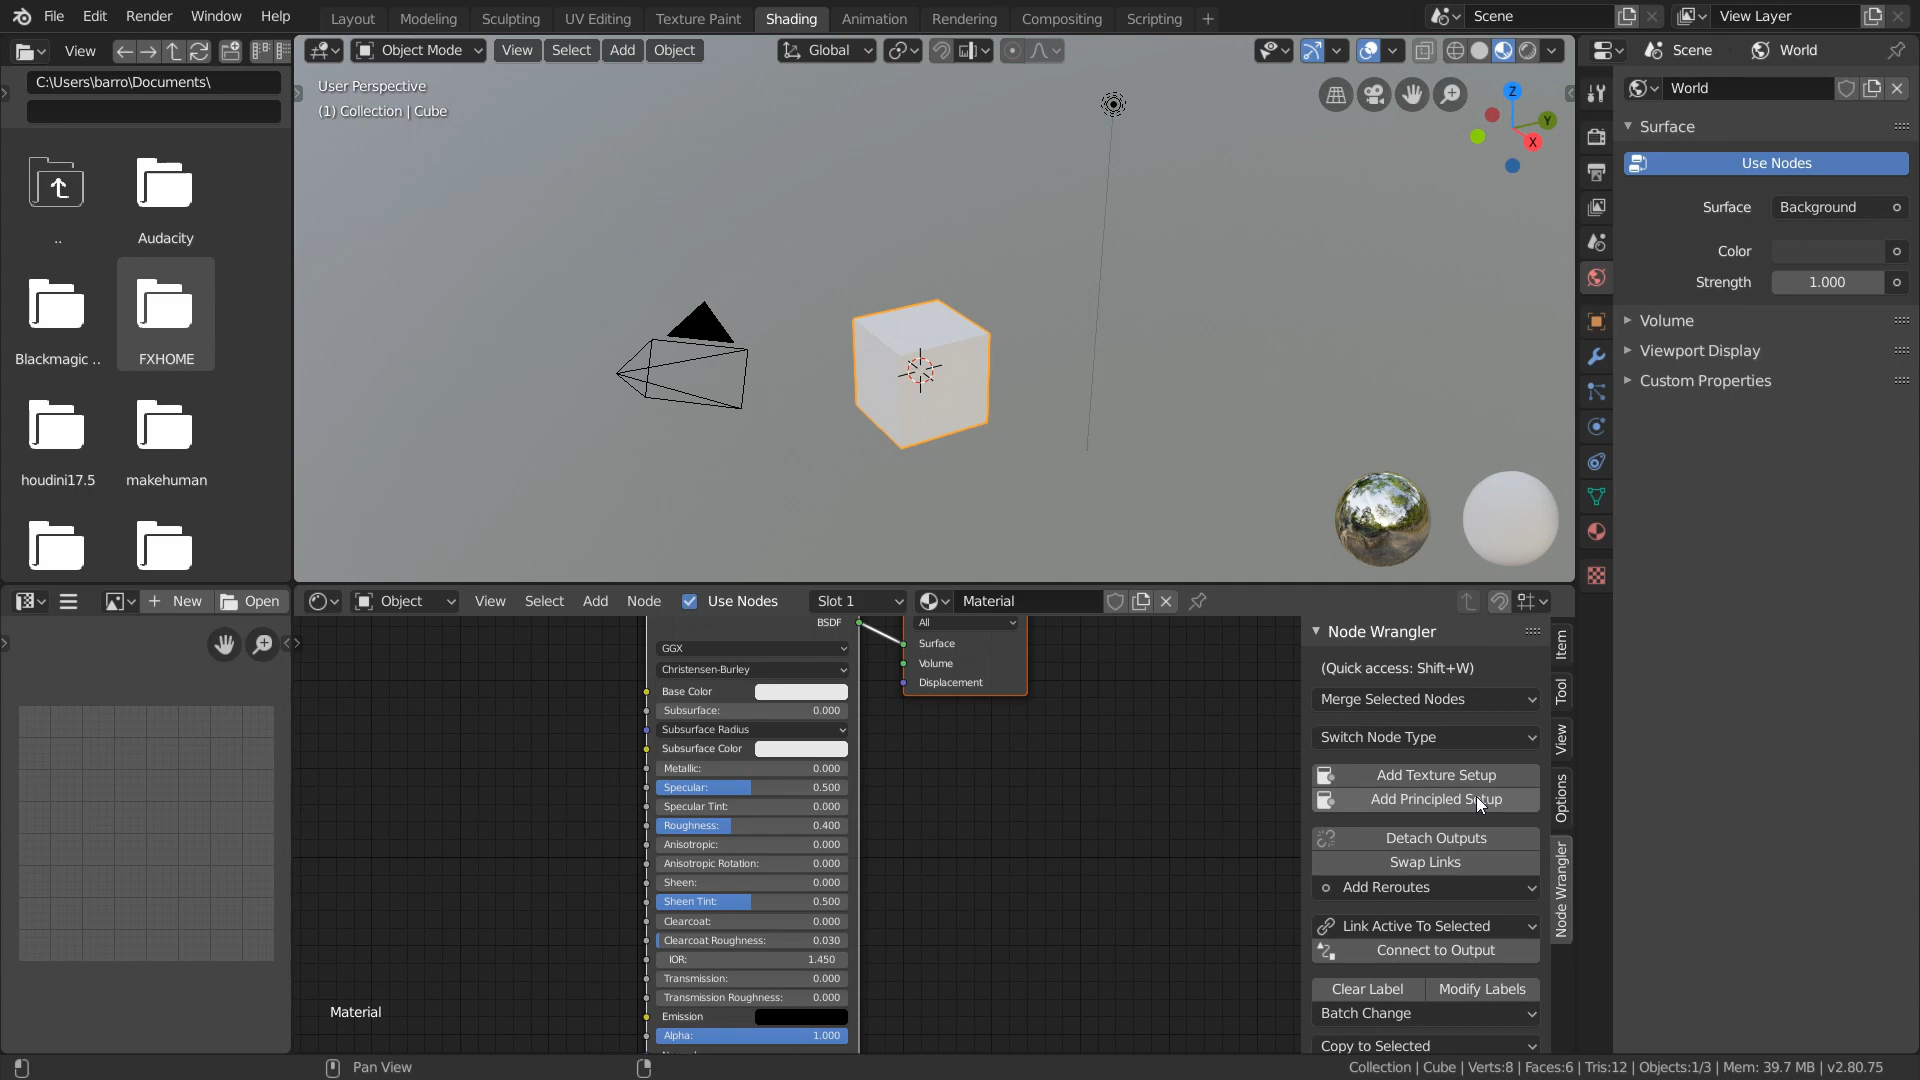 File Edit Render Window Help Layout Modeling Sculpting UV Editing Texture Paint Shading Animation Rendering Compositing Scripting + Scene View Layer
View
C:\Users\barro\Documents\
..
Audacity
Blackmagic ..
FXHOME
houdini17.5
makehuman
Object Mode View Select Add Object Global
User Perspective
(1) Collection | Cube
Z
Y
X
Scene World
World
Surface
Use Nodes
Surface Background
Color
Strength 1.000
Volume
Viewport Display
Custom Properties
New Open
Object View Select Add Node Use Nodes Slot 1 Material
BSDF
GGX
Christensen-Burley
Base Color
Subsurface: 0.000
Subsurface Radius
Subsurface Color
Metallic: 0.000
Specular: 0.500
Specular Tint: 0.000
Roughness: 0.400
Anisotropic: 0.000
Anisotropic Rotation: 0.000
Sheen: 0.000
Sheen Tint: 0.500
Clearcoat: 0.000
Clearcoat Roughness: 0.030
IOR: 1.450
Transmission: 0.000
Transmission Roughness: 0.000
Emission
Alpha: 1.000
All
Surface
Volume
Displacement
Material
Node Wrangler
(Quick access: Shift+W)
Merge Selected Nodes
Switch Node Type
Add Texture Setup
Add Principled Setup
Detach Outputs
Swap Links
Add Reroutes
Link Active To Selected
Connect to Output
Clear Label Modify Labels
Batch Change
Copy to Selected
Item
Tool
View
Options
Node Wrangler
Pan View
Collection | Cube | Verts:8 | Faces:6 | Tris:12 | Objects:1/3 | Mem: 39.7 MB | v2.80.75